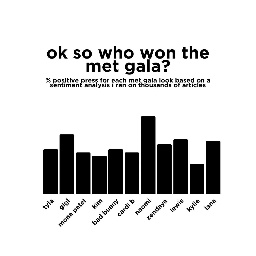 ok so who won the
met gala?
% positive press for each met gala look based on a
sentiment analysis i ran on thousands of articles
tyla
gigi
mona patel
kim
bad bunny
cardi b
naomi
zendaya
lewis
kylie
lana